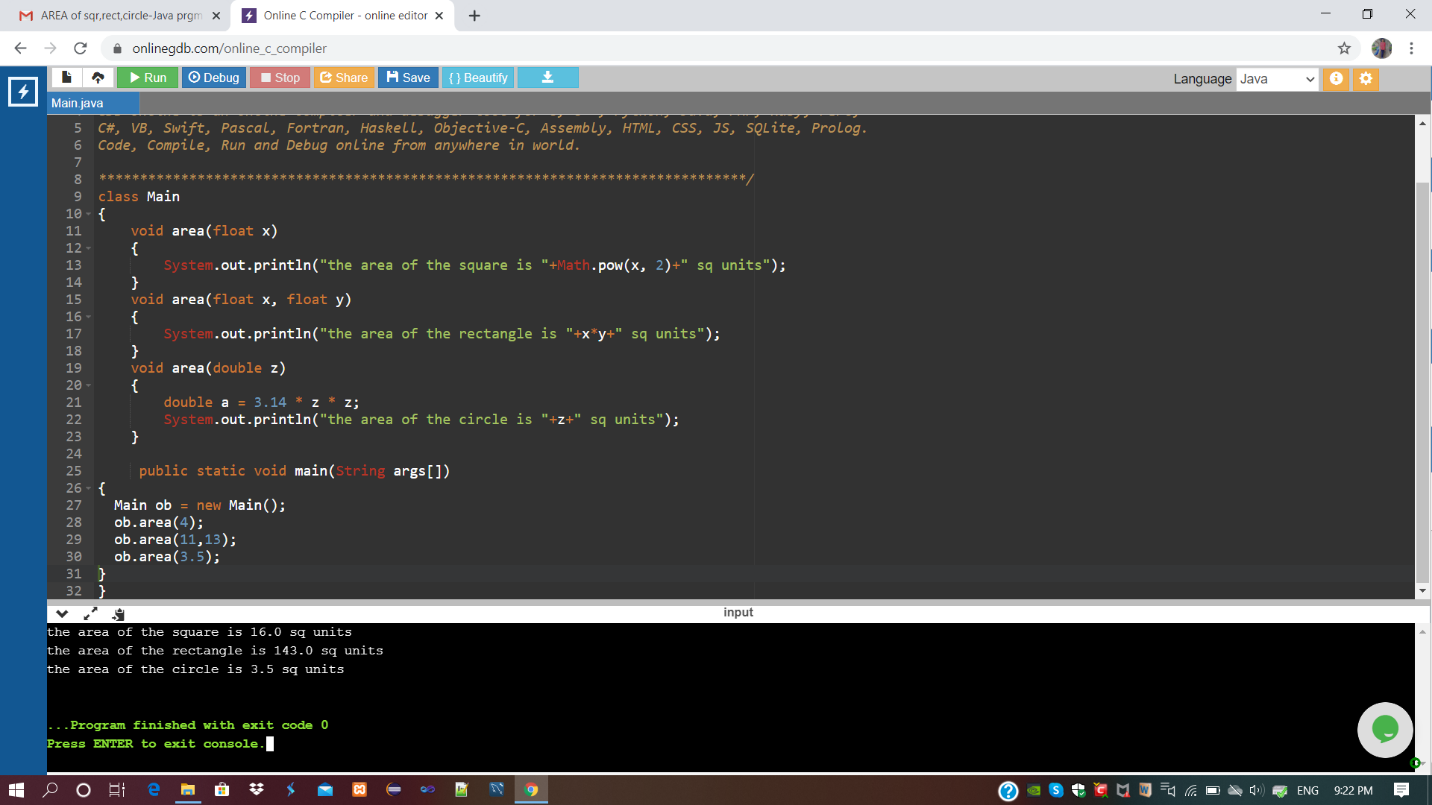 AREA of sqr,rect,circle-Java prgm
Online C Compiler - online editor
onlinegdb.com/online_c_compiler
Run Debug Stop Share Save { } Beautify
Language Java
Main.java
5 C#, VB, Swift, Pascal, Fortran, Haskell, Objective-C, Assembly, HTML, CSS, JS, SQLite, Prolog.
6 Code, Compile, Run and Debug online from anywhere in world.
7
8 *******************************************************************************/
9 class Main
10 {
11 void area(float x)
12 {
13 System.out.println("the area of the square is "+Math.pow(x, 2)+" sq units");
14 }
15 void area(float x, float y)
16 {
17 System.out.println("the area of the rectangle is "+x*y+" sq units");
18 }
19 void area(double z)
20 {
21 double a = 3.14 * z * z;
22 System.out.println("the area of the circle is "+z+" sq units");
23 }
24
25 public static void main(String args[])
26 {
27 Main ob = new Main();
28 ob.area(4);
29 ob.area(11,13);
30 ob.area(3.5);
31 }
32 }
input
the area of the square is 16.0 sq units
the area of the rectangle is 143.0 sq units
the area of the circle is 3.5 sq units
...Program finished with exit code 0
Press ENTER to exit console.
ENG 9:22 PM